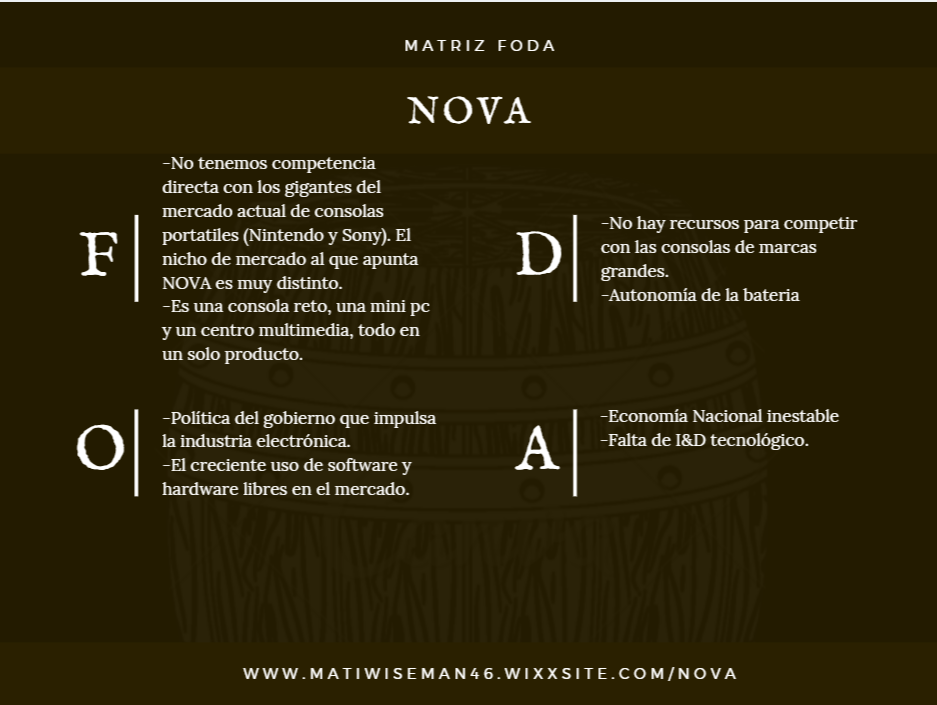 MATRIZ FODA
NOVA
F
-No tenemos competencia
directa con los gigantes del
mercado actual de consolas
portatiles (Nintendo y Sony). El
nicho de mercado al que apunta
NOVA es muy distinto.
-Es una consola reto, una mini pc
y un centro multimedia, todo en
un solo producto.
D
-No hay recursos para competir
con las consolas de marcas
grandes.
-Autonomía de la bateria
O
-Política del gobierno que impulsa
la industria electrónica.
-El creciente uso de software y
hardware libres en el mercado.
A
-Economía Nacional inestable
-Falta de I&D tecnológico.
WWW.MATIWISEMAN46.WIXXSITE.COM/NOVA